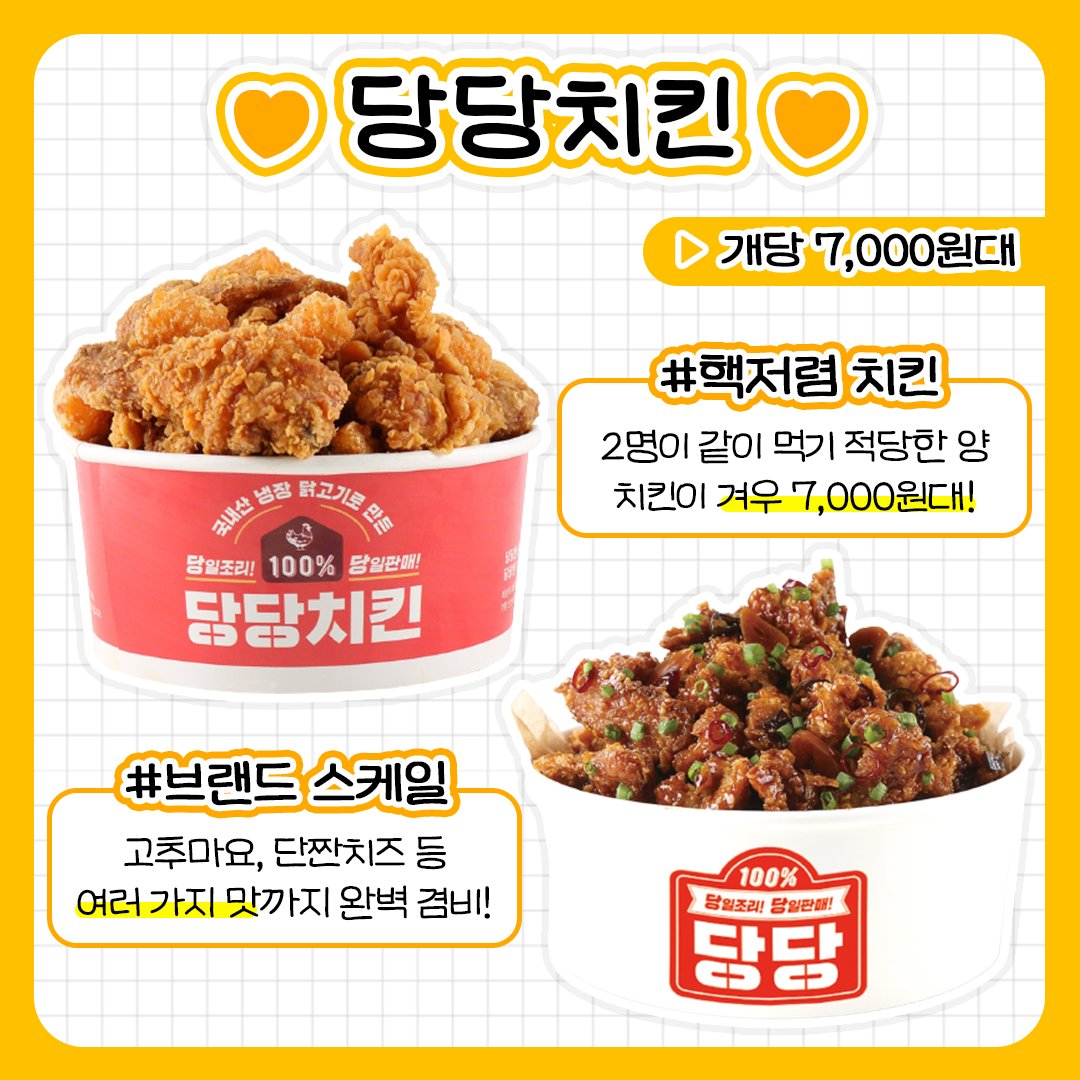 당당치킨
▷ 개당 7,000원대
#핵저렴 치킨
2명이 같이 먹기 적당한 양
치킨이 겨우 7,000원대!
국내산 냉장 닭고기로 만든
당일조리! 100% 당일판매!
당당치킨
#브랜드 스케일
고추마요, 단짠치즈 등
여러 가지 맛까지 완벽 겸비!
100%
당일조리! 당일판매!
당당